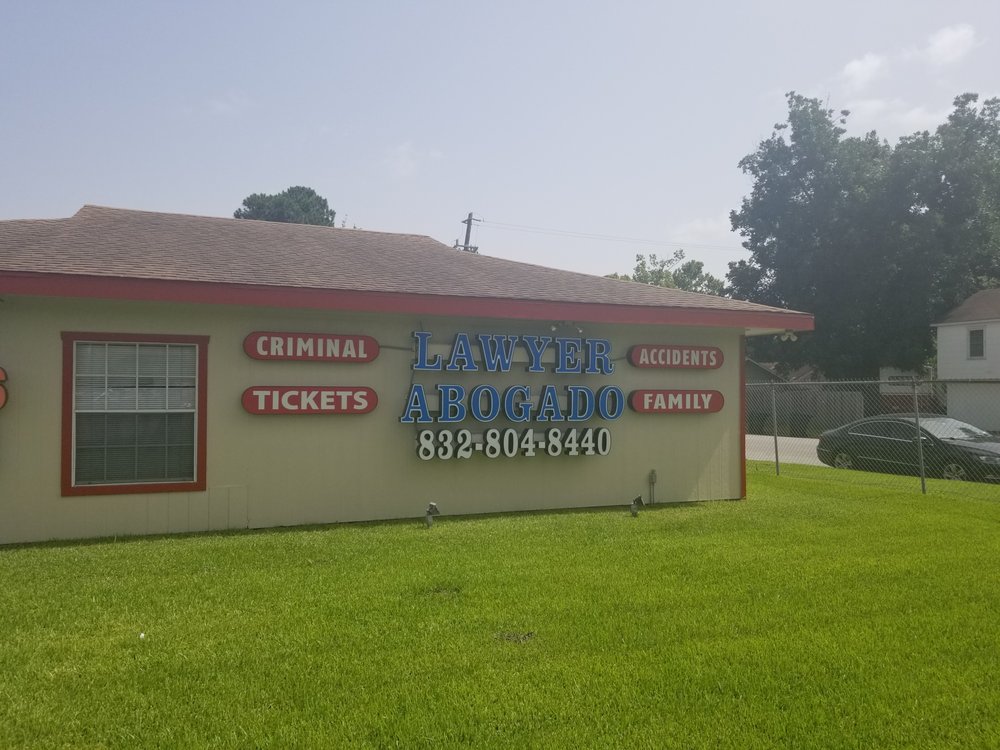 CRIMINAL
TICKETS
LAWYER
ABOGADO
832-804-8440
ACCIDENTS
FAMILY